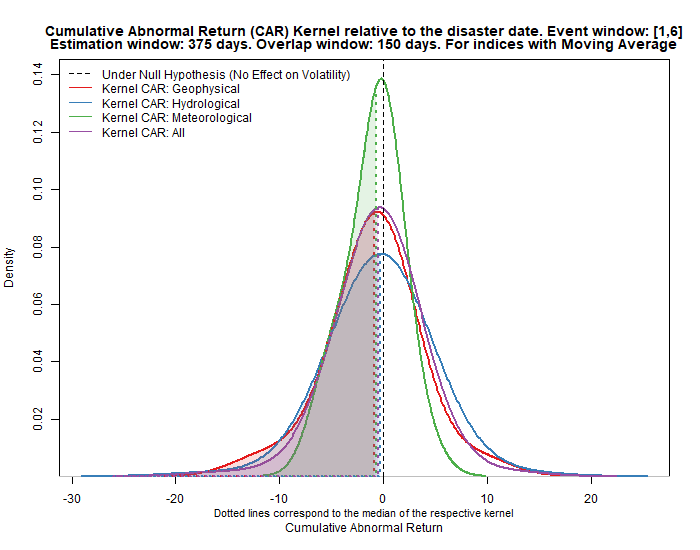 Cumulative Abnormal Return (CAR) Kernel relative to the disaster date. Event window: [1,6]
Estimation window: 375 days. Overlap window: 150 days. For indices with Moving Average
Under Null Hypothesis (No Effect on Volatility)
Kernel CAR: Geophysical
Kernel CAR: Hydrological
Kernel CAR: Meteorological
Kernel CAR: All
0.14
0.12
0.10
0.08
0.06
0.04
0.02
Density
-30 -20 -10 0 10 20
Dotted lines correspond to the median of the respective kernel
Cumulative Abnormal Return